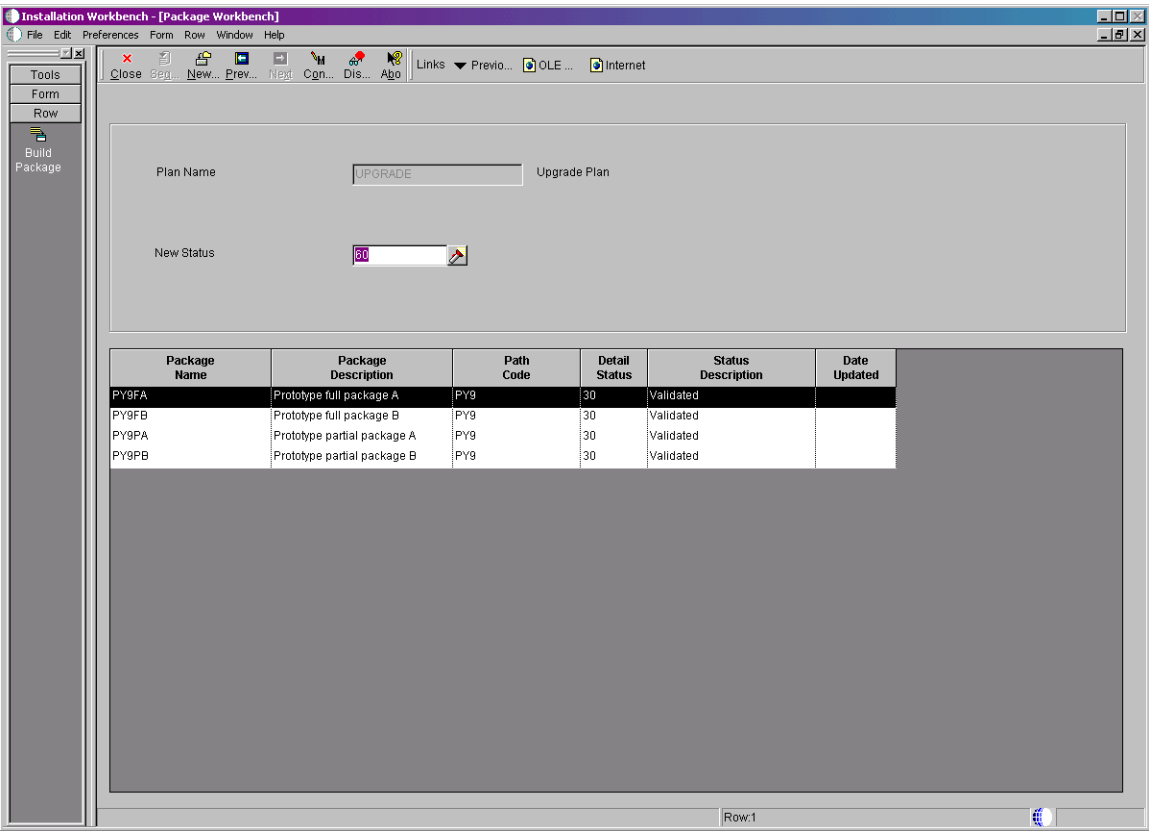 Installation Workbench - [Package Workbench]
File Edit Preferences Form Row Window Help
Close Beg... New... Prev... Next Con... Dis... Abo Links Previo... OLE ... Internet
Tools
Form
Row
Build
Package
Plan Name UPGRADE Upgrade Plan
New Status 60
Package Name Package Description Path Code Detail Status Status Description Date Updated
PY9FA Prototype full package A PY9 30 Validated
PY9FB Prototype full package B PY9 30 Validated
PY9PA Prototype partial package A PY9 30 Validated
PY9PB Prototype partial package B PY9 30 Validated
Row:1